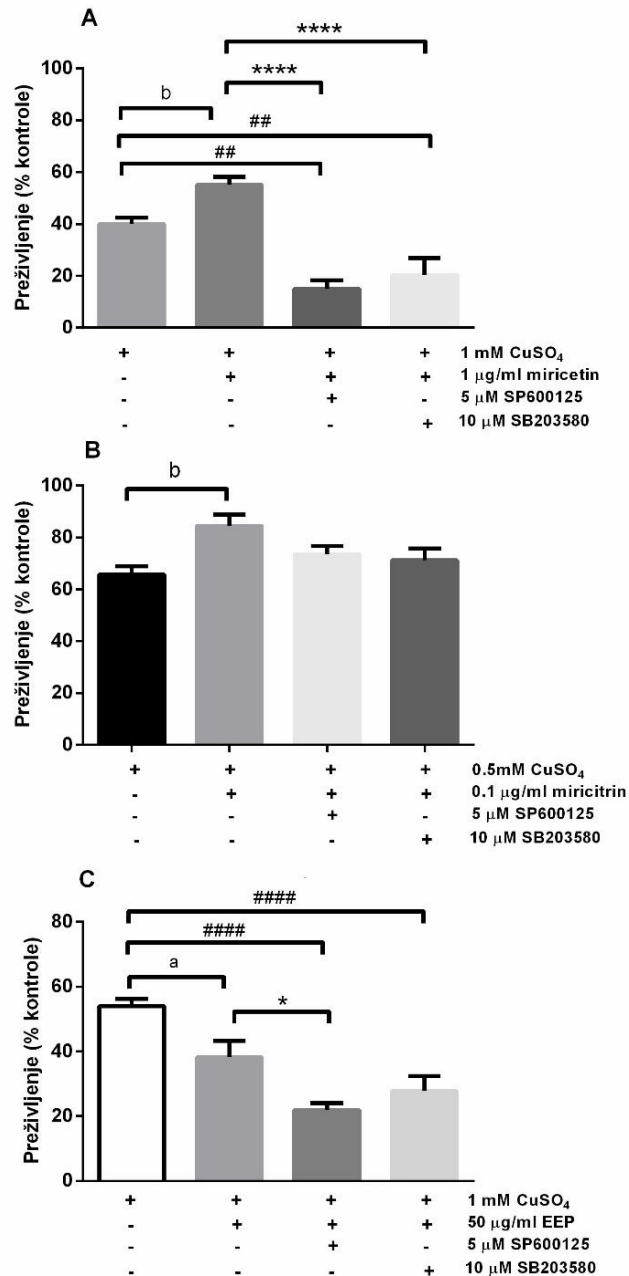 A
****
****
b
##
##
Preživljenje (% kontrole)
100
80
60
40
20
0
+ + + + 1 mM CuSO₄
- + + + 1 µg/ml miricetin
- - + - 5 µM SP600125
- - - + 10 µM SB203580
B
b
Preživljenje (% kontrole)
100
80
60
40
20
0
+ + + + 0.5mM CuSO₄
- + + + 0.1 µg/ml miricitrin
- - + - 5 µM SP600125
- - - + 10 µM SB203580
C
####
####
a
*
Preživljenje (% kontrole)
80
60
40
20
0
+ + + + 1 mM CuSO₄
- + + + 50 µg/ml EEP
- - + - 5 µM SP600125
- - - + 10 µM SB203580